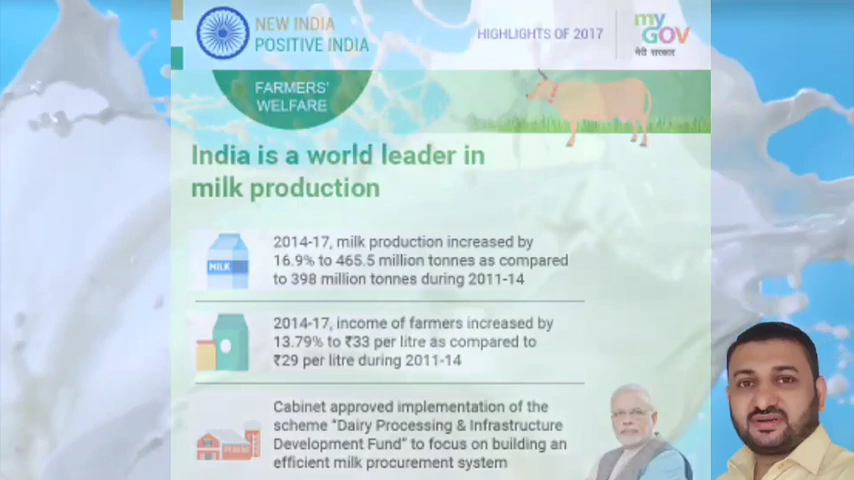 NEW INDIA
POSITIVE INDIA
HIGHLIGHTS OF 2017
my
GOV
मेरी सरकार
FARMERS'
WELFARE
India is a world leader in
milk production
2014-17, milk production increased by
16.9% to 465.5 million tonnes as compared
to 398 million tonnes during 2011-14
MILK
2014-17, income of farmers increased by
13.79% to ₹33 per litre as compared to
₹29 per litre during 2011-14
Cabinet approved implementation of the
scheme "Dairy Processing & Infrastructure
Development Fund" to focus on building an
efficient milk procurement system